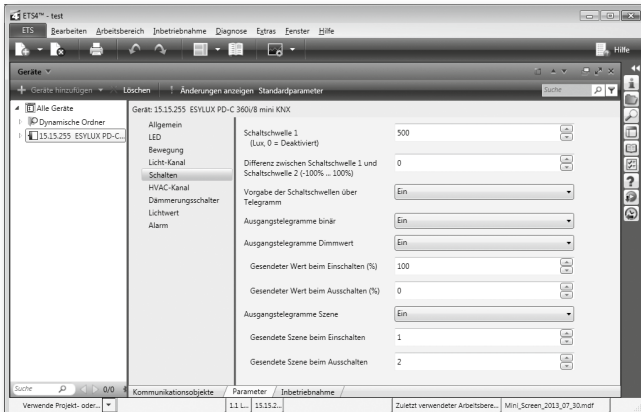 ETS4™ - test
ETS Bearbeiten Arbeitsbereich Inbetriebnahme Diagnose Extras Fenster Hilfe
Hilfe
Geräte
Geräte hinzufügen Löschen ! Änderungen anzeigen Standardparameter Suche
Alle Geräte
Dynamische Ordner
15.15.255 ESYLUX PD-C...
Gerät: 15.15.255 ESYLUX PD-C 360i/8 mini KNX
Allgemein
LED
Bewegung
Licht-Kanal
Schalten
HVAC-Kanal
Dämmerungsschalter
Lichtwert
Alarm
Schaltschwelle 1 500
(Lux, 0 = Deaktiviert)
Differenz zwischen Schaltschwelle 1 und 0
Schaltschwelle 2 (-100% ... 100%)
Vorgabe der Schaltschwellen über Ein
Telegramm
Ausgangstelegramme binär Ein
Ausgangstelegramme Dimmwert Ein
Gesendeter Wert beim Einschalten (%) 100
Gesendeter Wert beim Ausschalten (%) 0
Ausgangstelegramme Szene Ein
Gesendete Szene beim Einschalten 1
Gesendete Szene beim Ausschalten 2
Suche 0/0
Kommunikationsobjekte Parameter Inbetriebnahme
Verwende Projekt- oder... 1.1 L... 15.15.2... Zuletzt verwendeter Arbeitsbere... Mini_Screen_2013_07_30.mdf